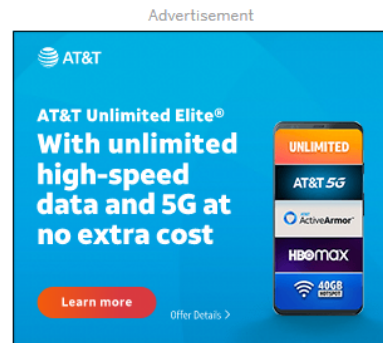 Advertisement
AT&T
AT&T Unlimited Elite®
With unlimited
high-speed
data and 5G at
no extra cost
Learn more
Offer Details >
UNLIMITED
AT&T 5G
ActiveArmor
HBOMAX
40GB
HOTSPOT